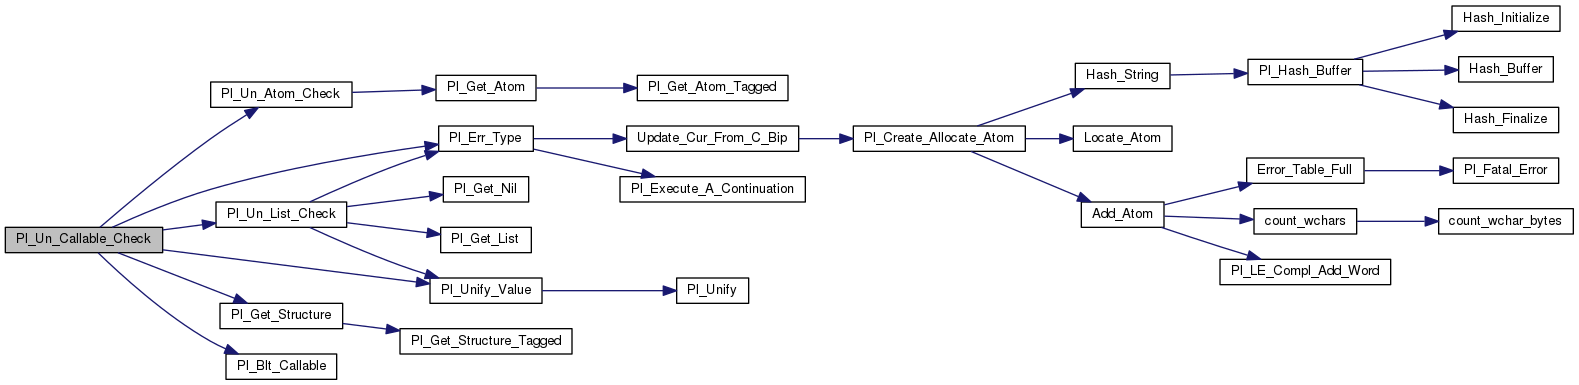 Pl_Un_Callable_Check
Pl_Un_Atom_Check
Pl_Get_Atom
Pl_Get_Atom_Tagged
Pl_Err_Type
Update_Cur_From_C_Bip
Pl_Execute_A_Continuation
Pl_Un_List_Check
Pl_Get_Nil
Pl_Get_List
Pl_Unify_Value
Pl_Unify
Pl_Get_Structure
Pl_Get_Structure_Tagged
Pl_Blt_Callable
Pl_Create_Allocate_Atom
Hash_String
Pl_Hash_Buffer
Hash_Initialize
Hash_Buffer
Hash_Finalize
Locate_Atom
Add_Atom
Error_Table_Full
Pl_Fatal_Error
count_wchars
count_wchar_bytes
Pl_LE_Compl_Add_Word